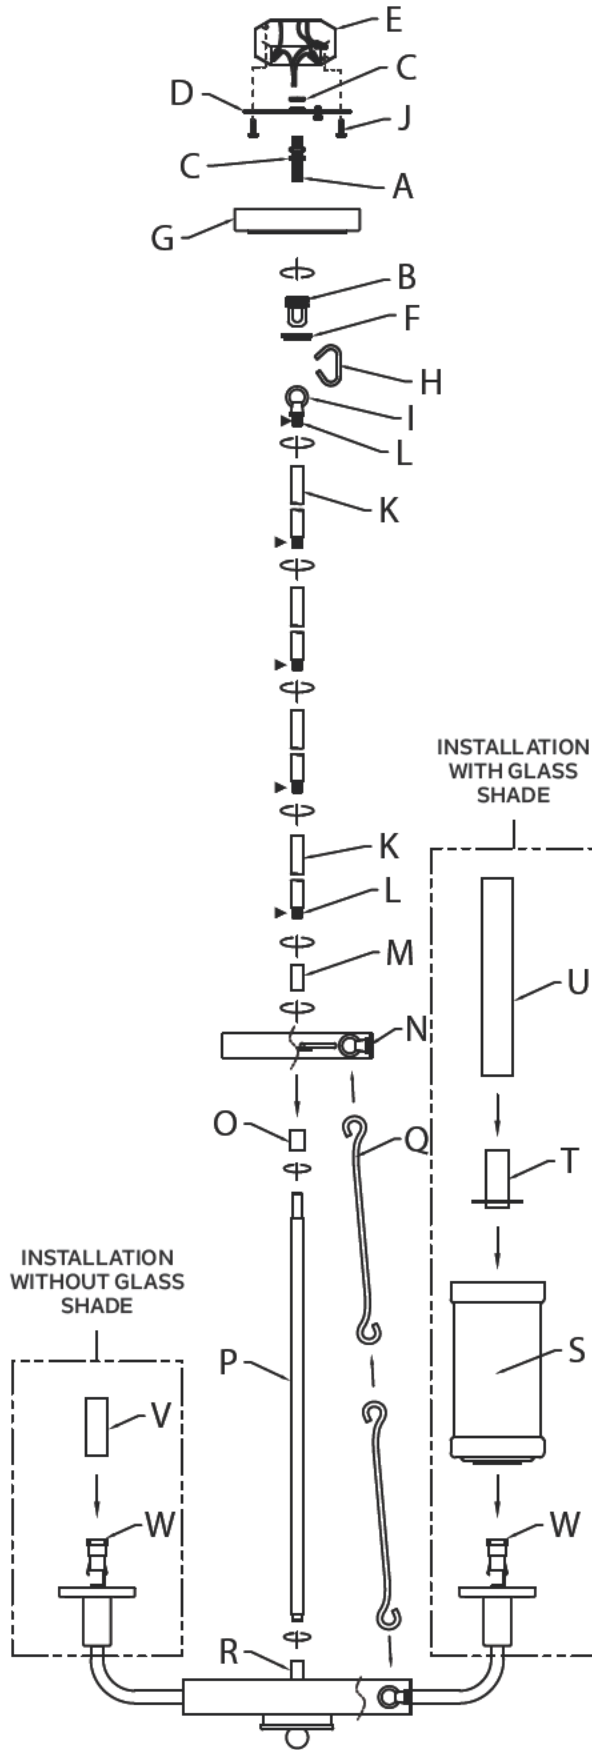 E
C
D
J
C
A
G
B
F
H
I
L
K
INSTALLATION
WITH GLASS
SHADE
K
L
M
U
N
O
Q
T
INSTALLATION
WITHOUT GLASS
SHADE
P
S
V
W
W
R